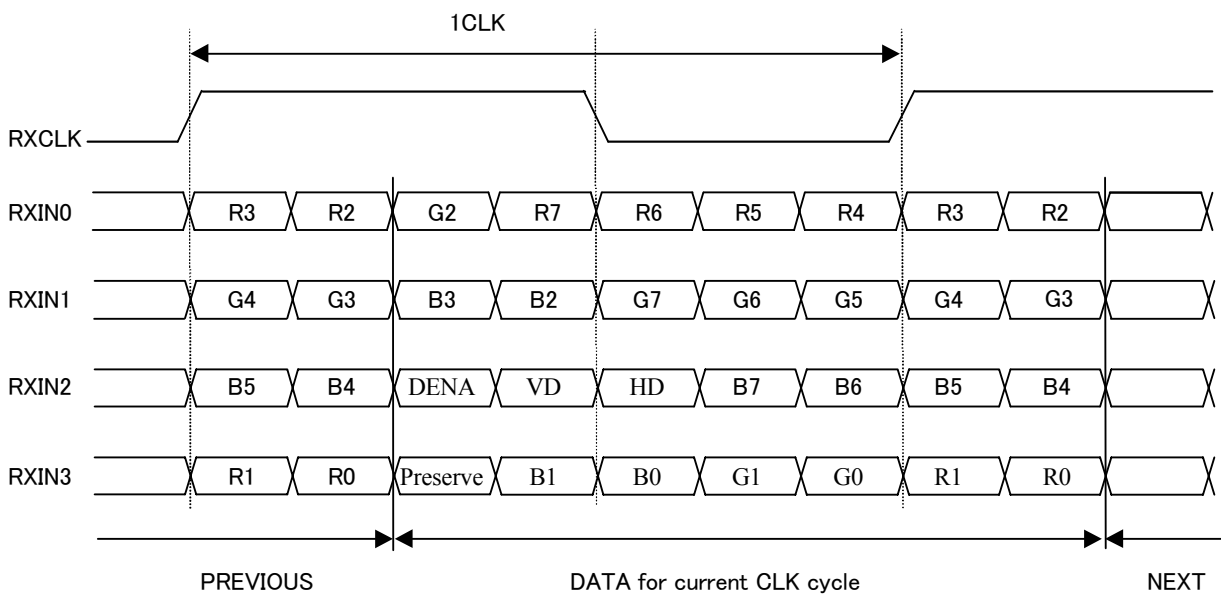 1CLK
RXCLK
RXIN0 R3 R2 G2 R7 R6 R5 R4 R3 R2
RXIN1 G4 G3 B3 B2 G7 G6 G5 G4 G3
RXIN2 B5 B4 DENA VD HD B7 B6 B5 B4
RXIN3 R1 R0 Preserve B1 B0 G1 G0 R1 R0
PREVIOUS DATA for current CLK cycle NEXT